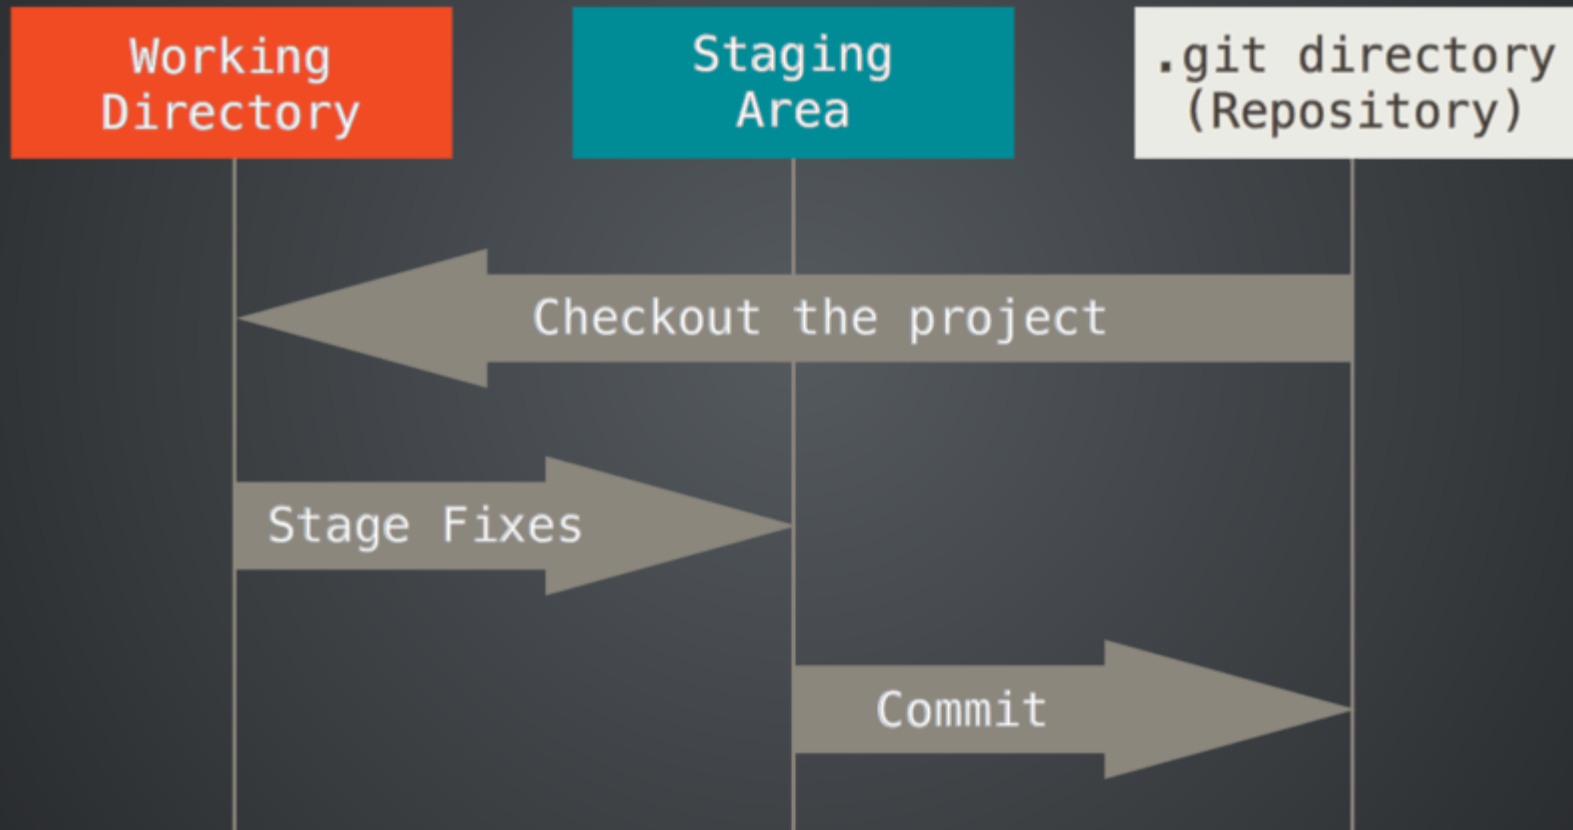 Working
Directory
Staging
Area
.git directory
(Repository)
Checkout the project
Stage Fixes
Commit